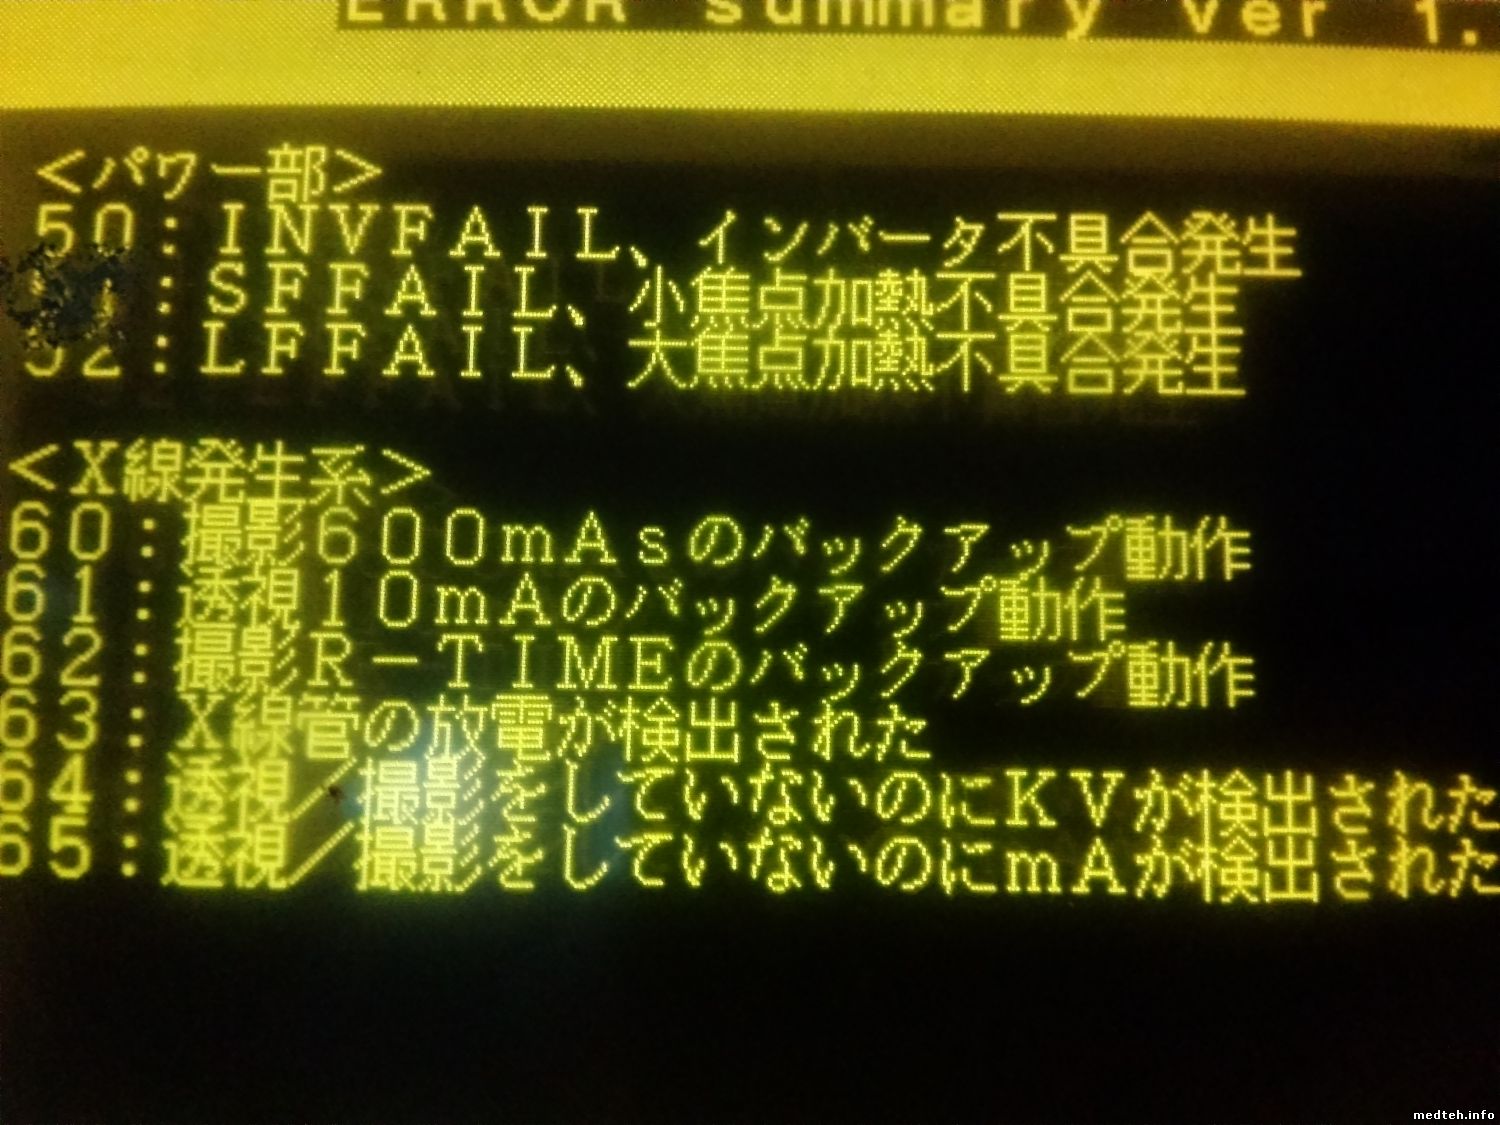 ERROR summary ver 1.
<パワー部>
50:INVFAIL、インバータ不具合発生
:SFFAIL、小焦点加熱不具合発生
52:LFFAIL、大焦点加熱不具合発生
<X線発生系>
60:撮影600mAsのバックアップ動作
61:透視10mAのバックアップ動作
62:撮影R-TIMEのバックアップ動作
63:X線管の放電が検出された
64:透視/撮影をしていないのにKVが検出された
65:透視/撮影をしていないのにmAが検出された
medteh.info